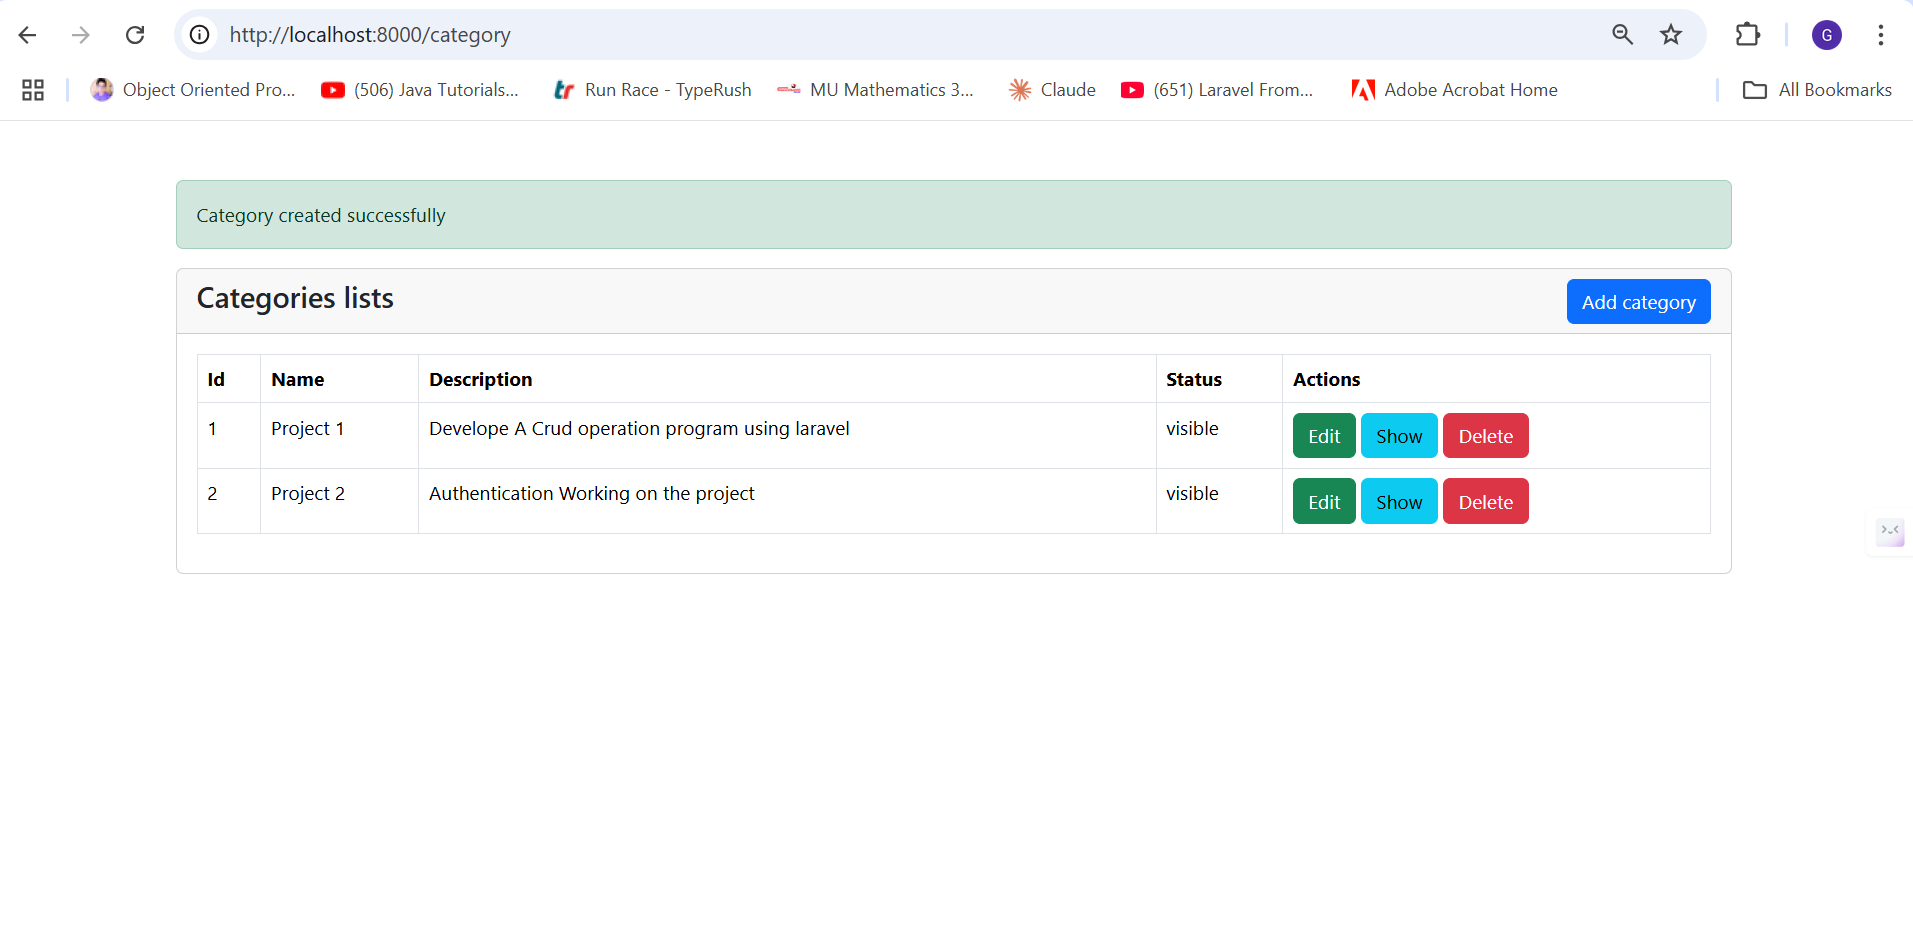 http://localhost:8000/category
G
Object Oriented Pro... (506) Java Tutorials... tr Run Race - TypeRush MU Mathematics 3... Claude (651) Laravel From... Adobe Acrobat Home All Bookmarks
Category created successfully
Categories lists Add category
Id Name Description Status Actions
1 Project 1 Develope A Crud operation program using laravel visible Edit Show Delete
2 Project 2 Authentication Working on the project visible Edit Show Delete